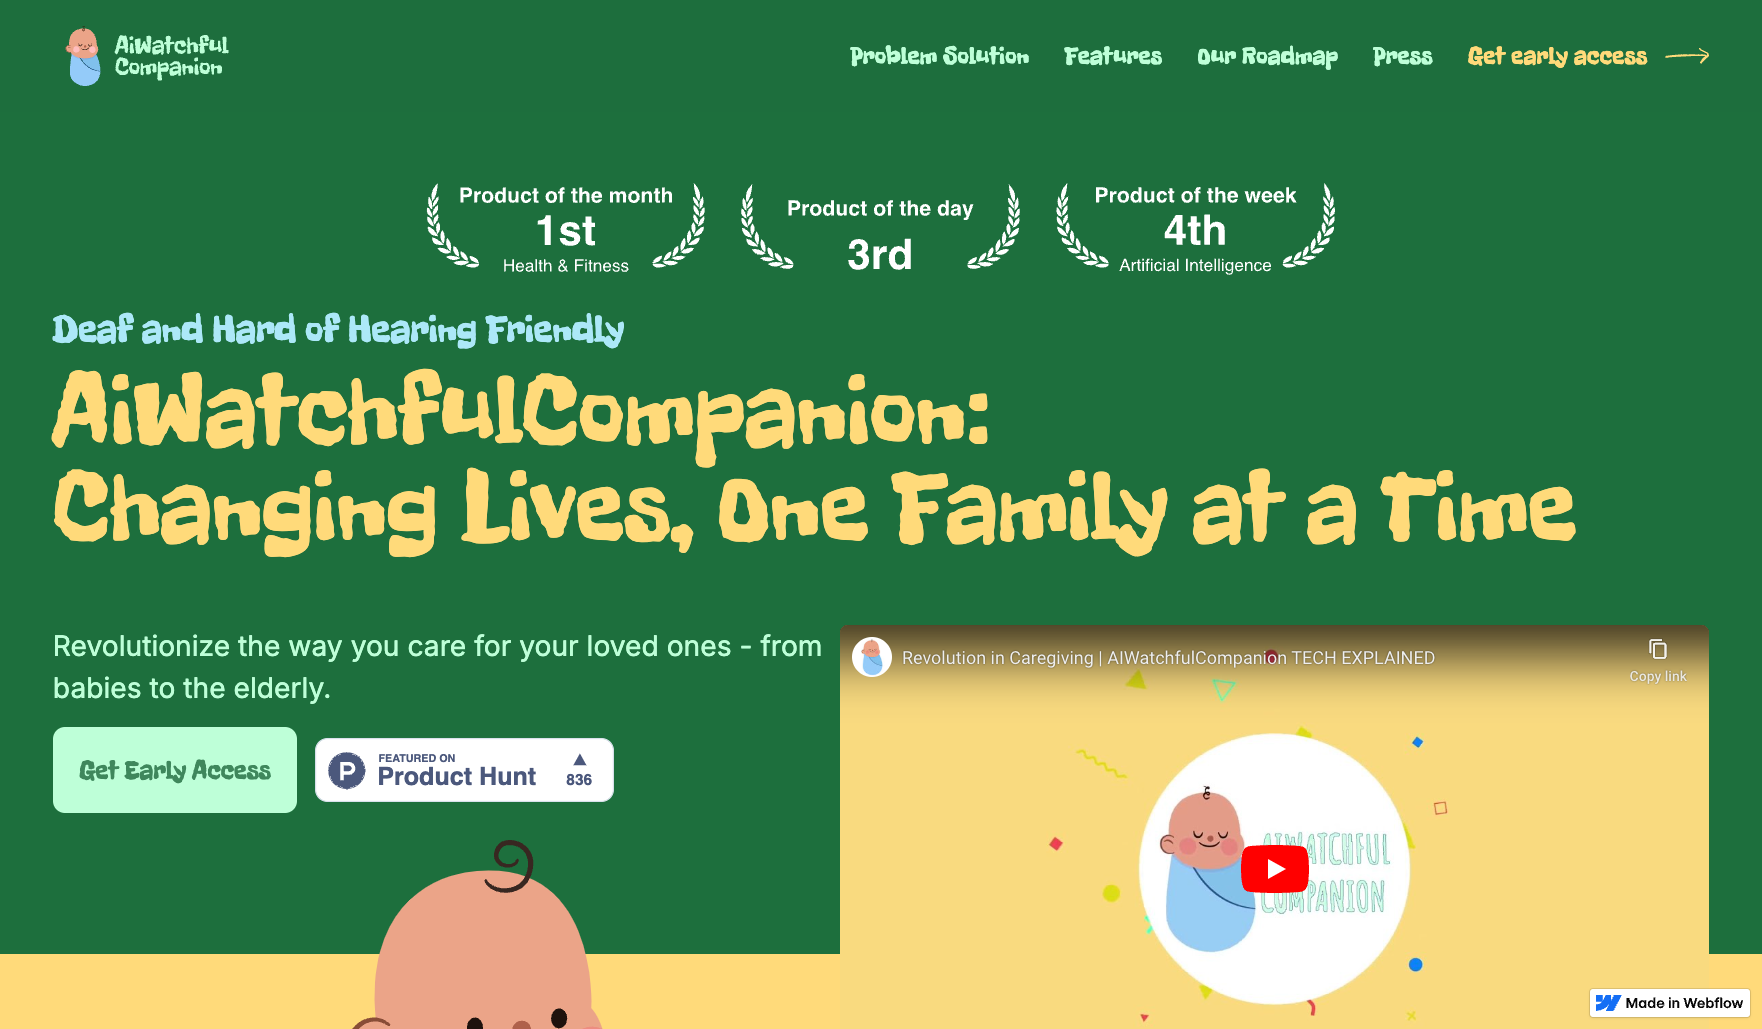 AiWatchful
Companion
Problem Solution
Features
Our Roadmap
Press
Get early access
Product of the month
1st
Health & Fitness
Product of the day
3rd
Product of the week
4th
Artificial Intelligence
Deaf and Hard of Hearing Friendly
AiWatchfulCompanion:
Changing Lives, One Family at a Time
Revolutionize the way you care for your loved ones - from
babies to the elderly.
Get Early Access
P
FEATURED ON
Product Hunt
836
Revolution in Caregiving | AIWatchfulCompanion TECH EXPLAINED
Copy link
AIWATCHFUL
COMPANION
Made in Webflow